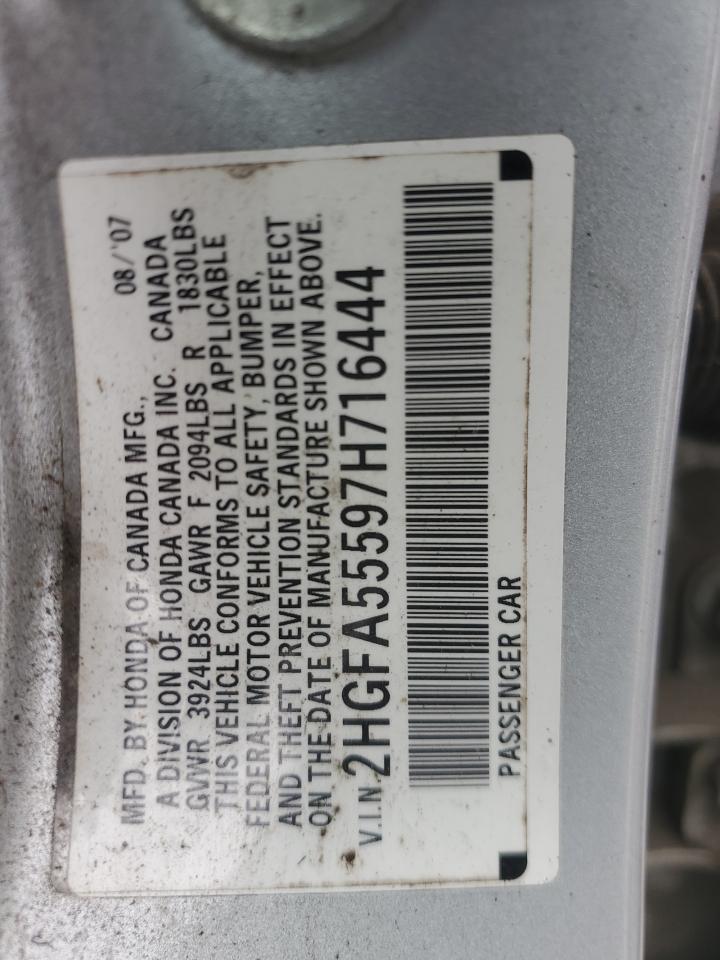 MFD. BY HONDA OF CANADA MFG., 08/'07
A DIVISION OF HONDA CANADA INC. CANADA
GVWR 3924LBS GAWR F 2094LBS R 1830LBS
THIS VEHICLE CONFORMS TO ALL APPLICABLE
FEDERAL MOTOR VEHICLE SAFETY, BUMPER,
AND THEFT PREVENTION STANDARDS IN EFFECT
ON THE DATE OF MANUFACTURE SHOWN ABOVE.
V.I.N. 2HGFA55597H716444
PASSENGER CAR